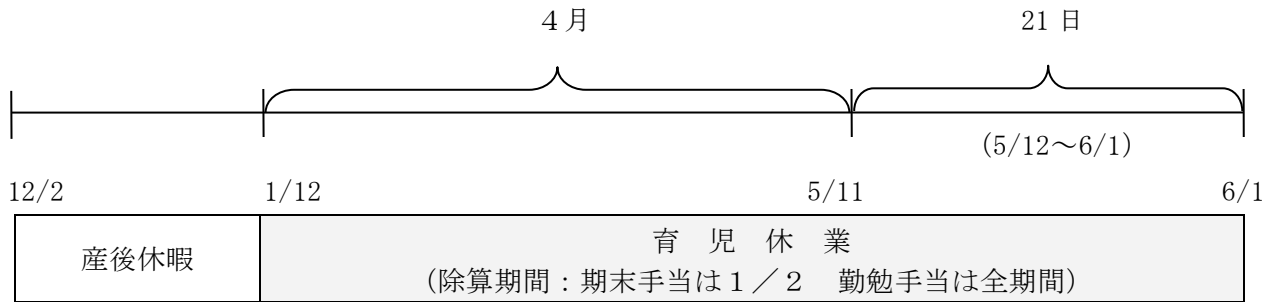 ４月 21 日
(5/12～6/1)
12/2 1/12 5/11 6/1
産後休暇
育 児 休 業
(除算期間：期末手当は１／２ 勤勉手当は全期間)